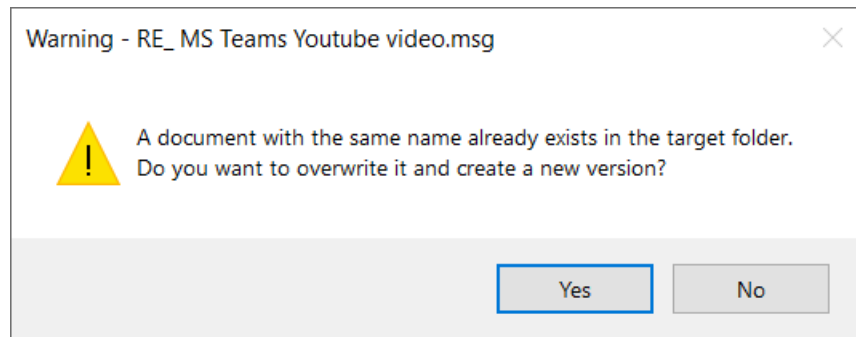 Warning - RE_ MS Teams Youtube video.msg
A document with the same name already exists in the target folder.
Do you want to overwrite it and create a new version?
Yes
No